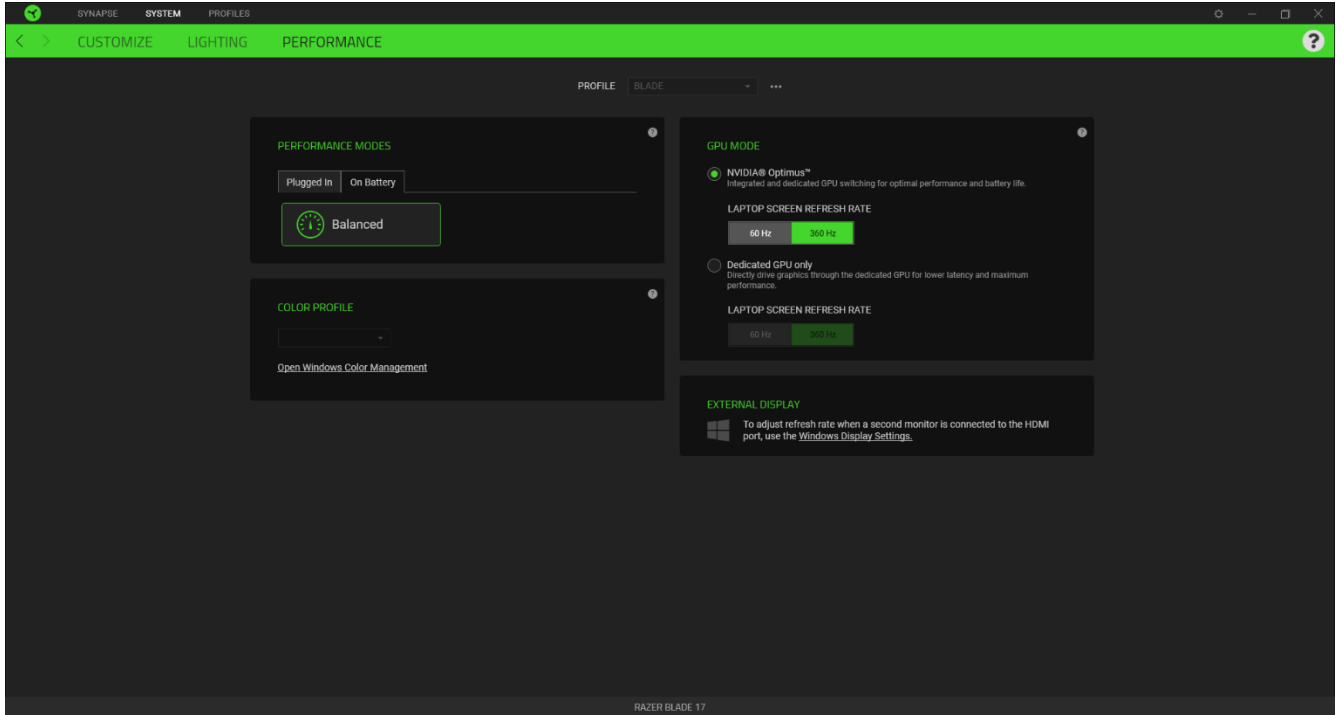 SYNAPSE SYSTEM PROFILES
CUSTOMIZE LIGHTING PERFORMANCE ?
PROFILE BLADE
PERFORMANCE MODES ?
Plugged In On Battery
Balanced
COLOR PROFILE ?
Open Windows Color Management
GPU MODE ?
NVIDIA® Optimus™
Integrated and dedicated GPU switching for optimal performance and battery life.
LAPTOP SCREEN REFRESH RATE
60 Hz 360 Hz
Dedicated GPU only
Directly drive graphics through the dedicated GPU for lower latency and maximum
performance.
LAPTOP SCREEN REFRESH RATE
60 Hz 360 Hz
EXTERNAL DISPLAY
To adjust refresh rate when a second monitor is connected to the HDMI
port, use the Windows Display Settings.
RAZER BLADE 17